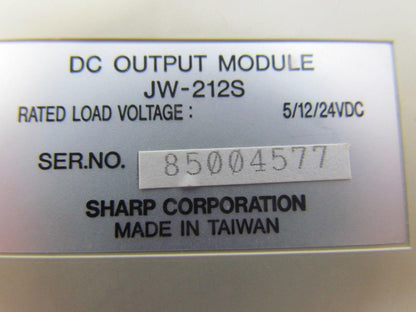 DC OUTPUT MODULE
JW-212S
RATED LOAD VOLTAGE : 5/12/24VDC
SER.NO. 85004577
SHARP CORPORATION
MADE IN TAIWAN